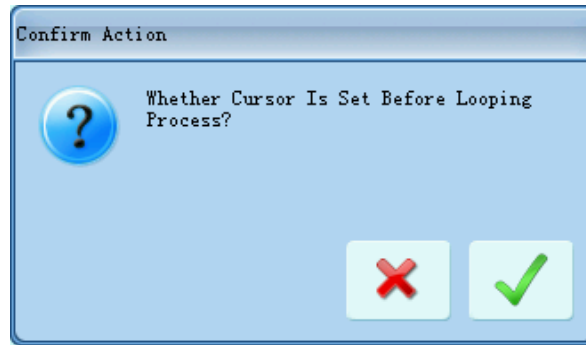 Confirm Action
Whether Cursor Is Set Before Looping
Process?